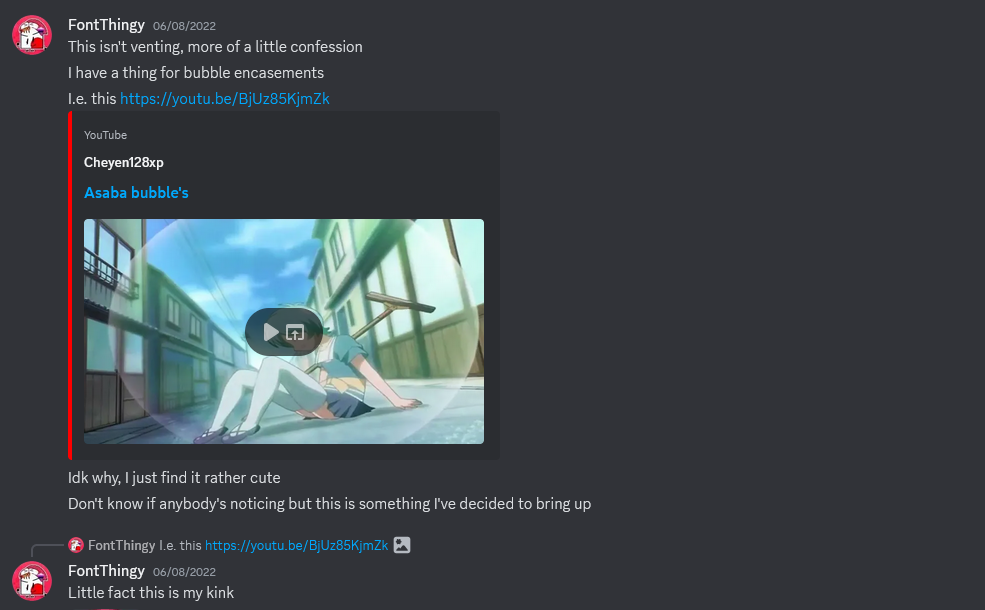 FontThingy 06/08/2022
This isn't venting, more of a little confession
I have a thing for bubble encasements
I.e. this https://youtu.be/BjUz85KjmZk
YouTube
Cheyen128xp
Asaba bubble's
Idk why, I just find it rather cute
Don't know if anybody's noticing but this is something I've decided to bring up
FontThingy I.e. this https://youtu.be/BjUz85KjmZk
FontThingy 06/08/2022
Little fact this is my kink